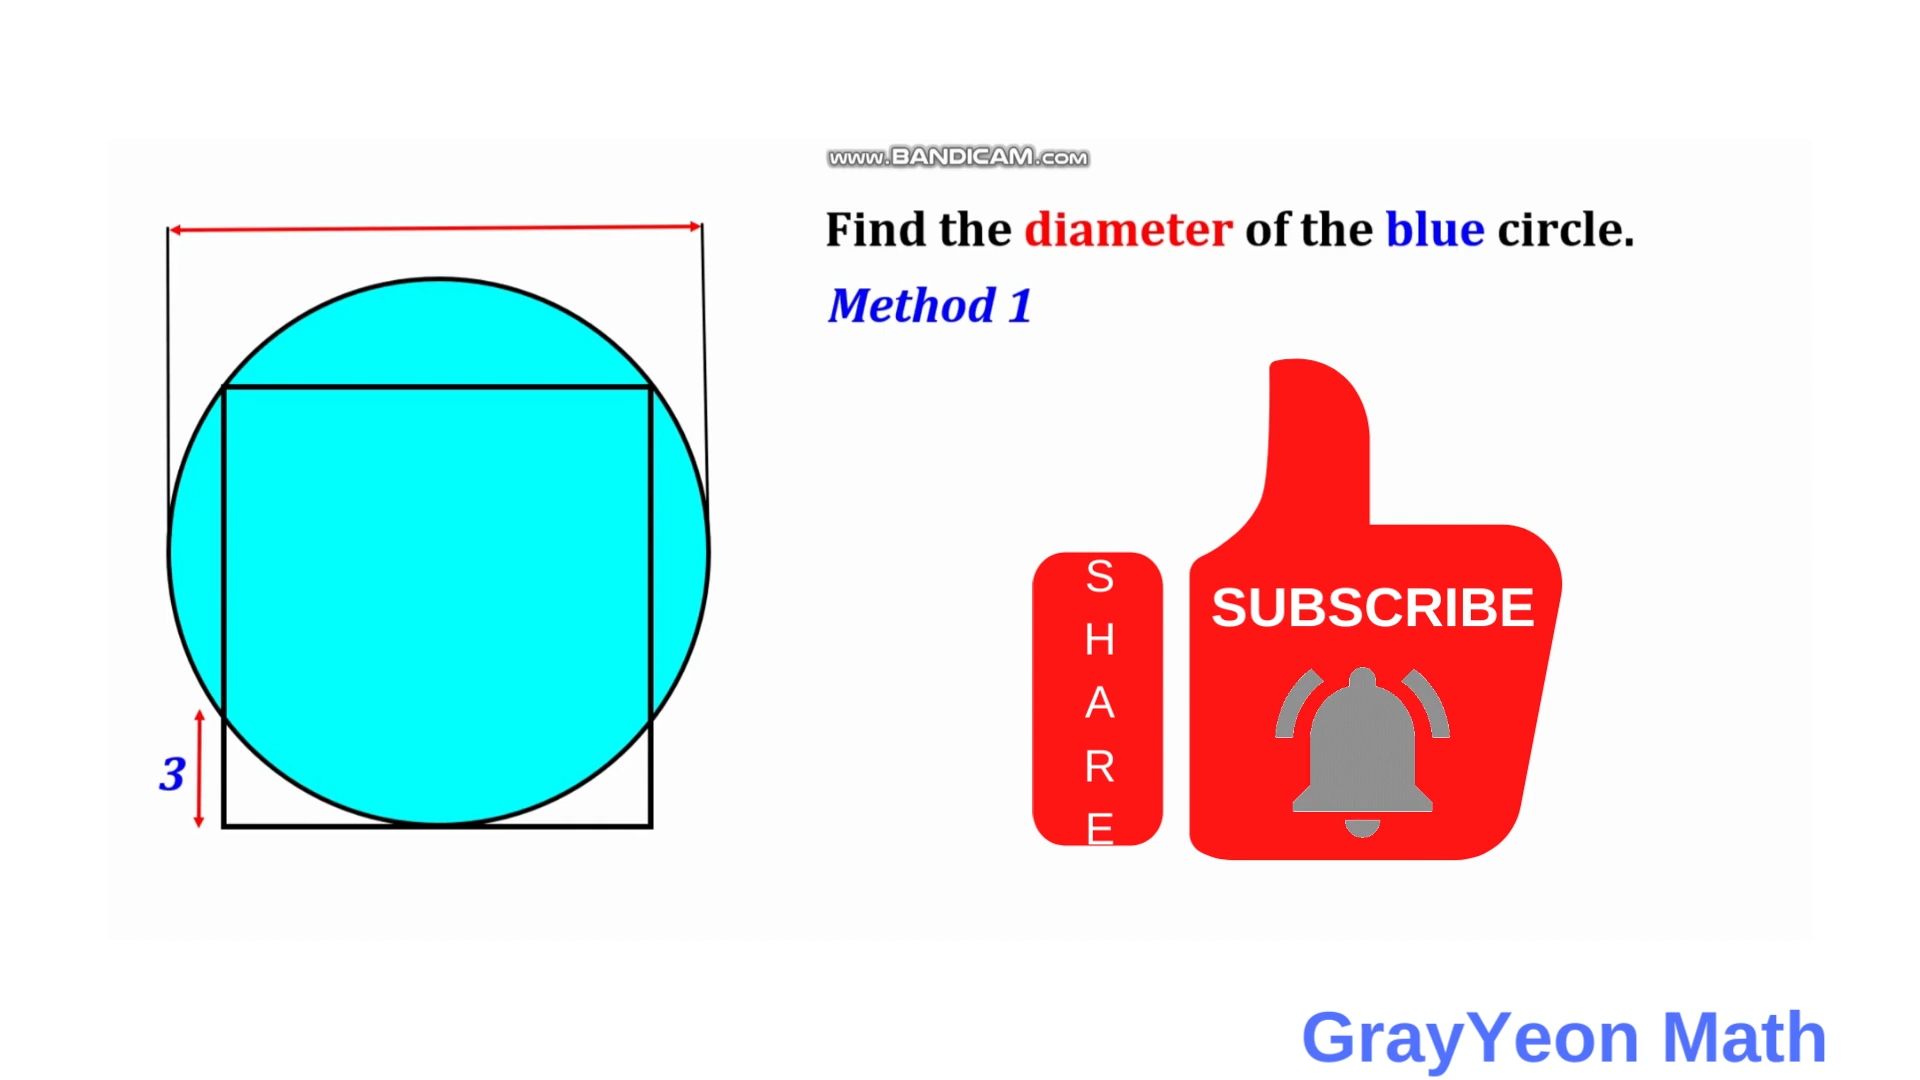 www.BANDICAM.com
Find the diameter of the blue circle.
Method 1
3
S
H
A
R
E
SUBSCRIBE
GrayYeon Math